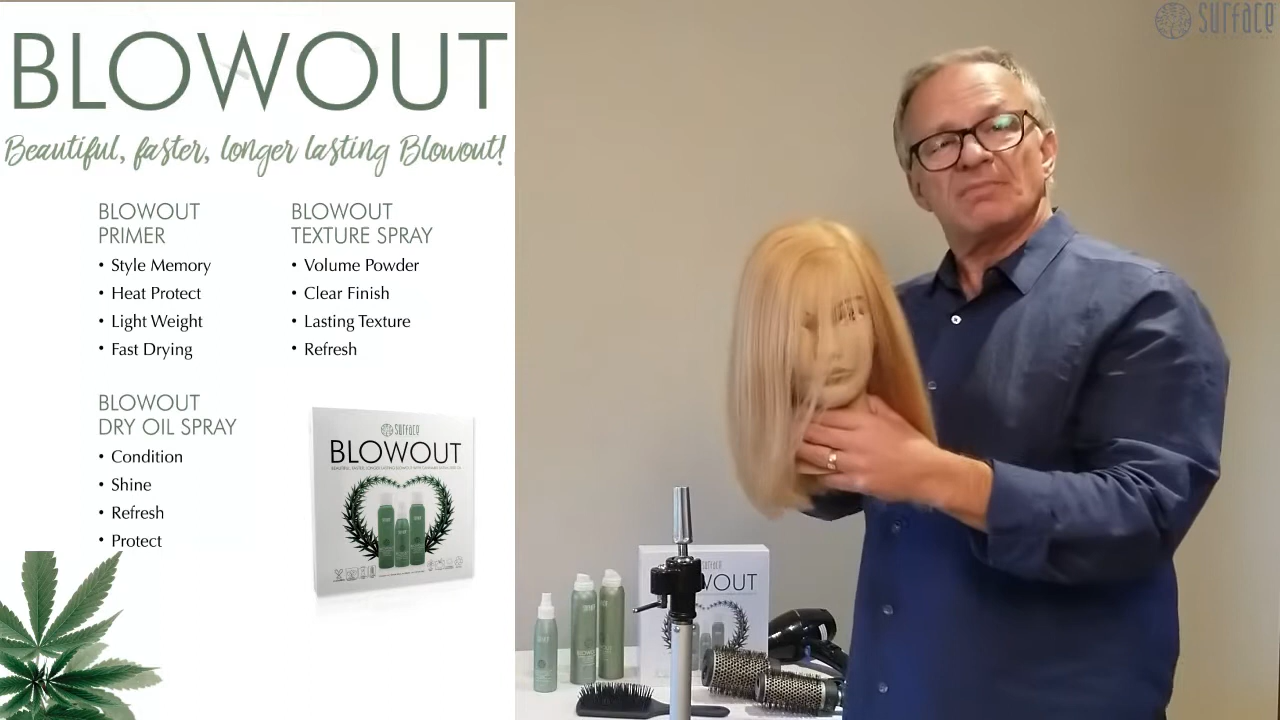 BLOWOUT
Beautiful, faster, longer lasting Blowout!
BLOWOUT
PRIMER
• Style Memory
• Heat Protect
• Light Weight
• Fast Drying
BLOWOUT
TEXTURE SPRAY
• Volume Powder
• Clear Finish
• Lasting Texture
• Refresh
BLOWOUT
DRY OIL SPRAY
• Condition
• Shine
• Refresh
• Protect
SURFACE
BLOWOUT
SURFACE
WOUT